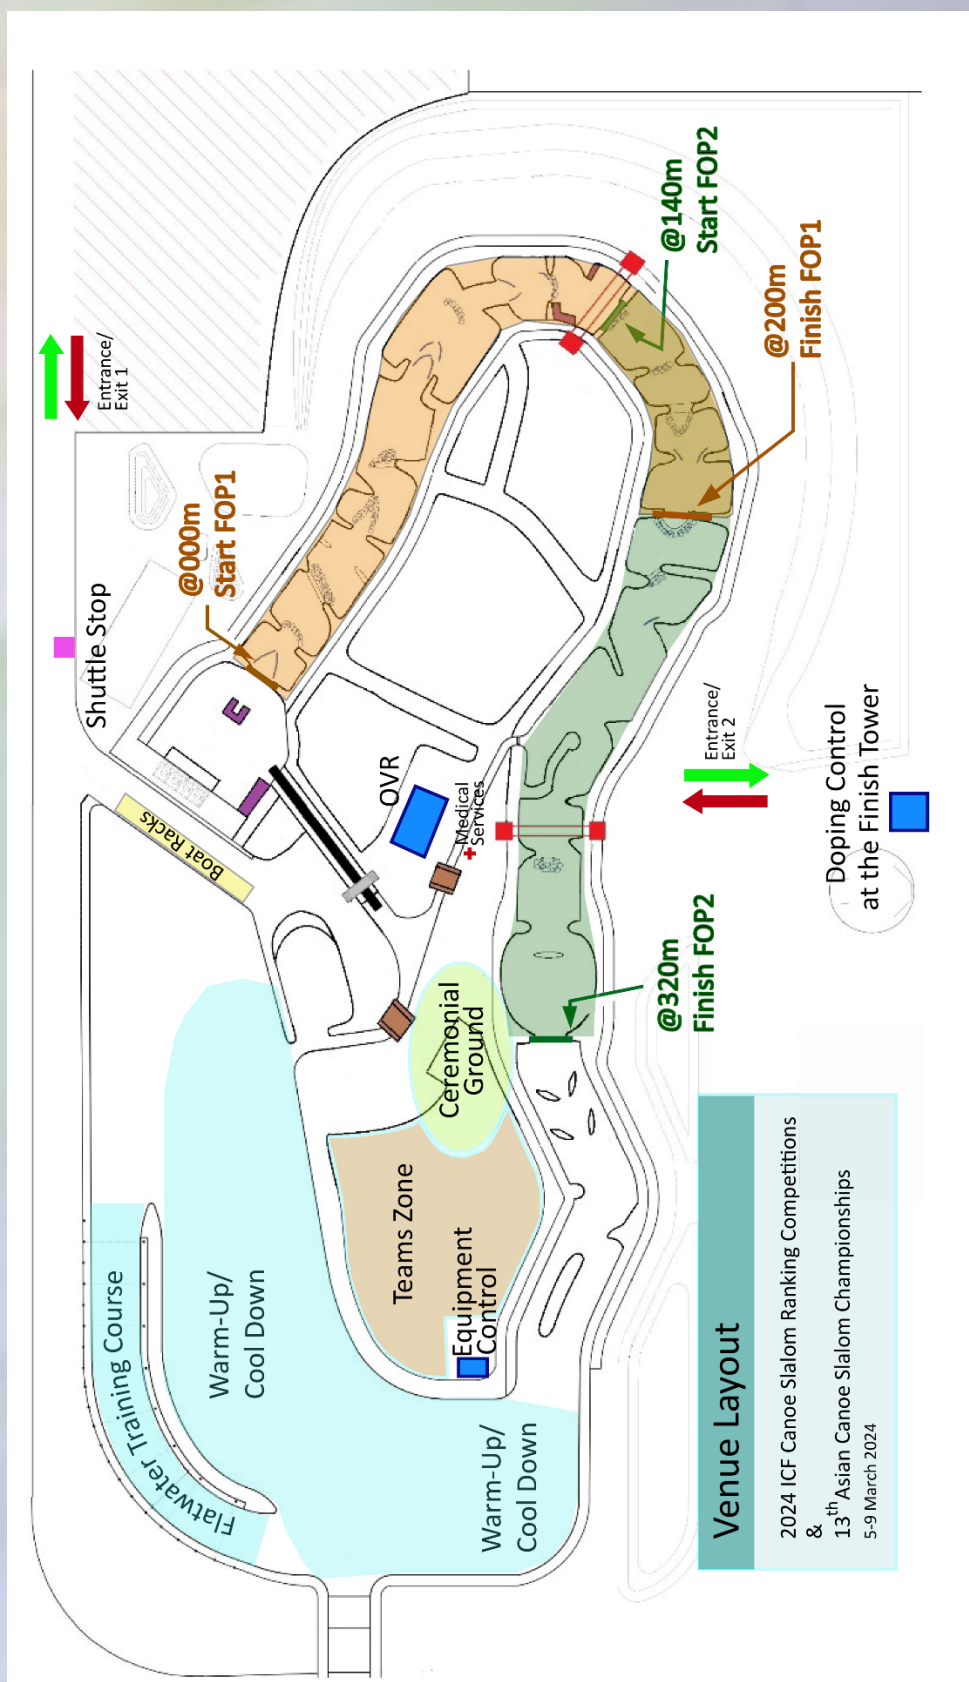 Entrance/
Exit 1
Shuttle Stop
@000m
Start FOP1
@140m
Start FOP2
@200m
Finish FOP1
Boat Racks
OVR
Medical
Services
Entrance/
Exit 2
Doping Control
at the Finish Tower
@320m
Finish FOP2
Ceremonial
Ground
Teams Zone
Equipment
Control
Flatwater Training Course
Warm-Up/
Cool Down
Warm-Up/
Cool Down
Venue Layout
2024 ICF Canoe Slalom Ranking Competitions
&
13th Asian Canoe Slalom Championships
5-9 March 2024